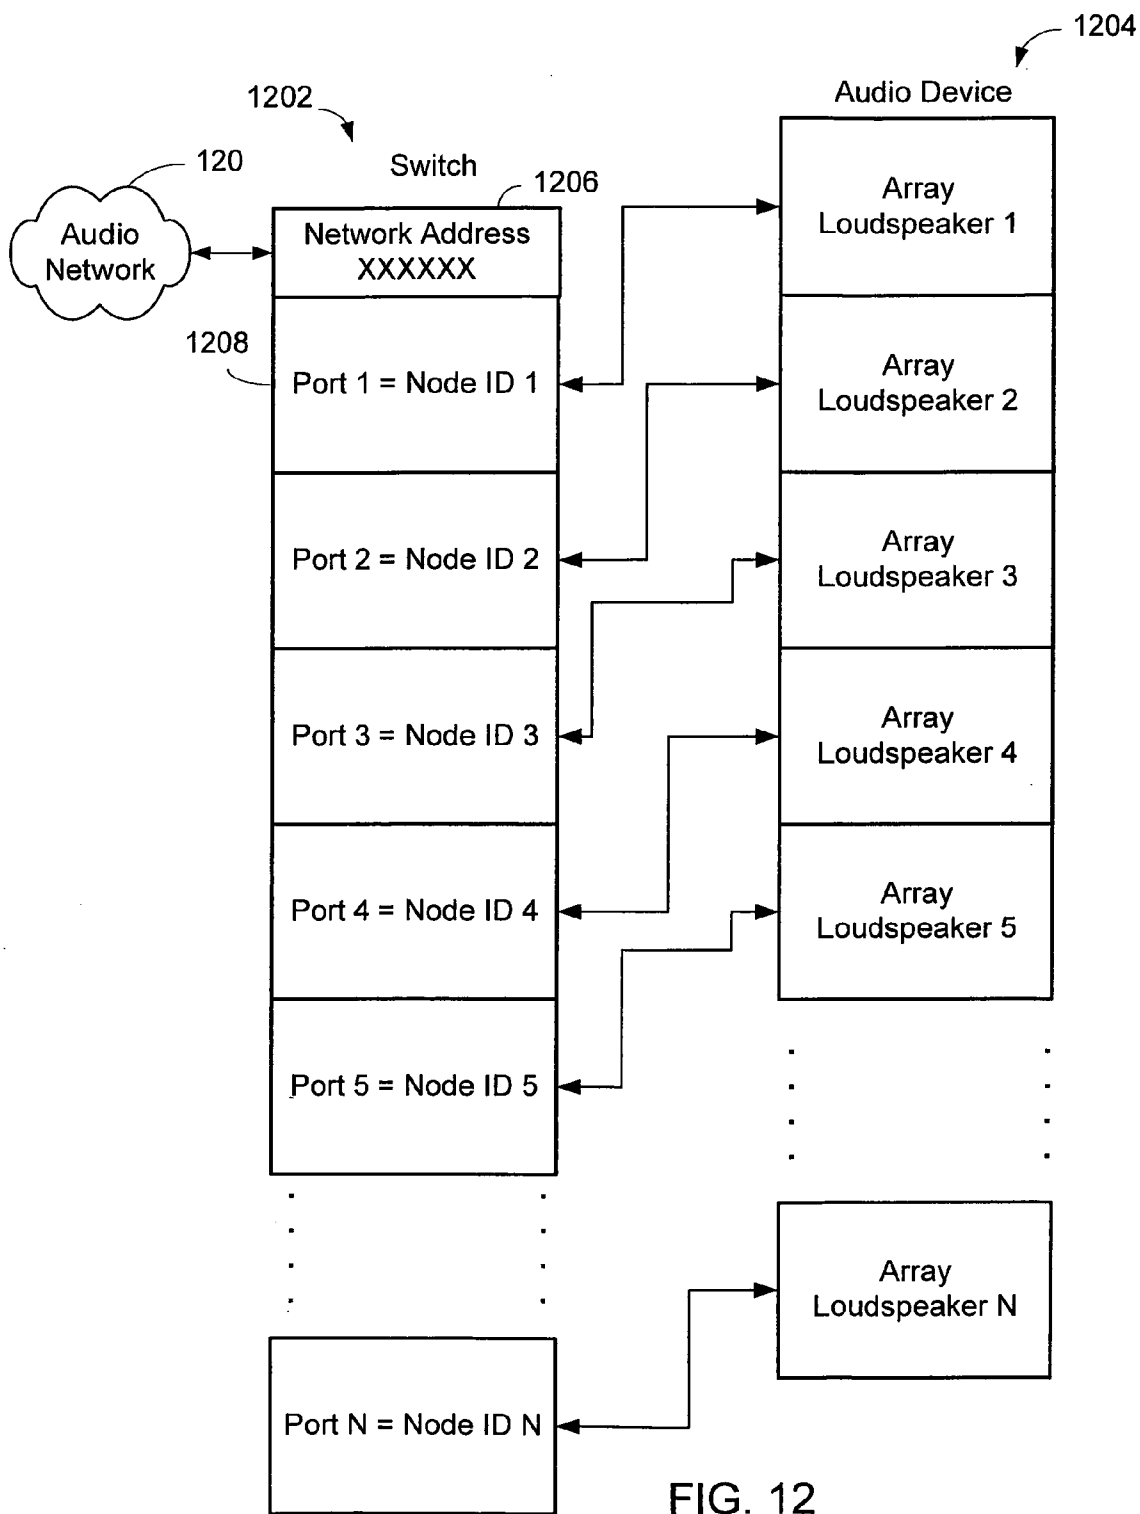 1204
Audio Device
1202
120
Switch
1206
Audio
Network
Network Address
XXXXXX
Array
Loudspeaker 1
1208
Port 1 = Node ID 1
Array
Loudspeaker 2
Port 2 = Node ID 2
Array
Loudspeaker 3
Port 3 = Node ID 3
Array
Loudspeaker 4
Port 4 = Node ID 4
Array
Loudspeaker 5
Port 5 = Node ID 5
Array
Loudspeaker N
Port N = Node ID N
FIG. 12